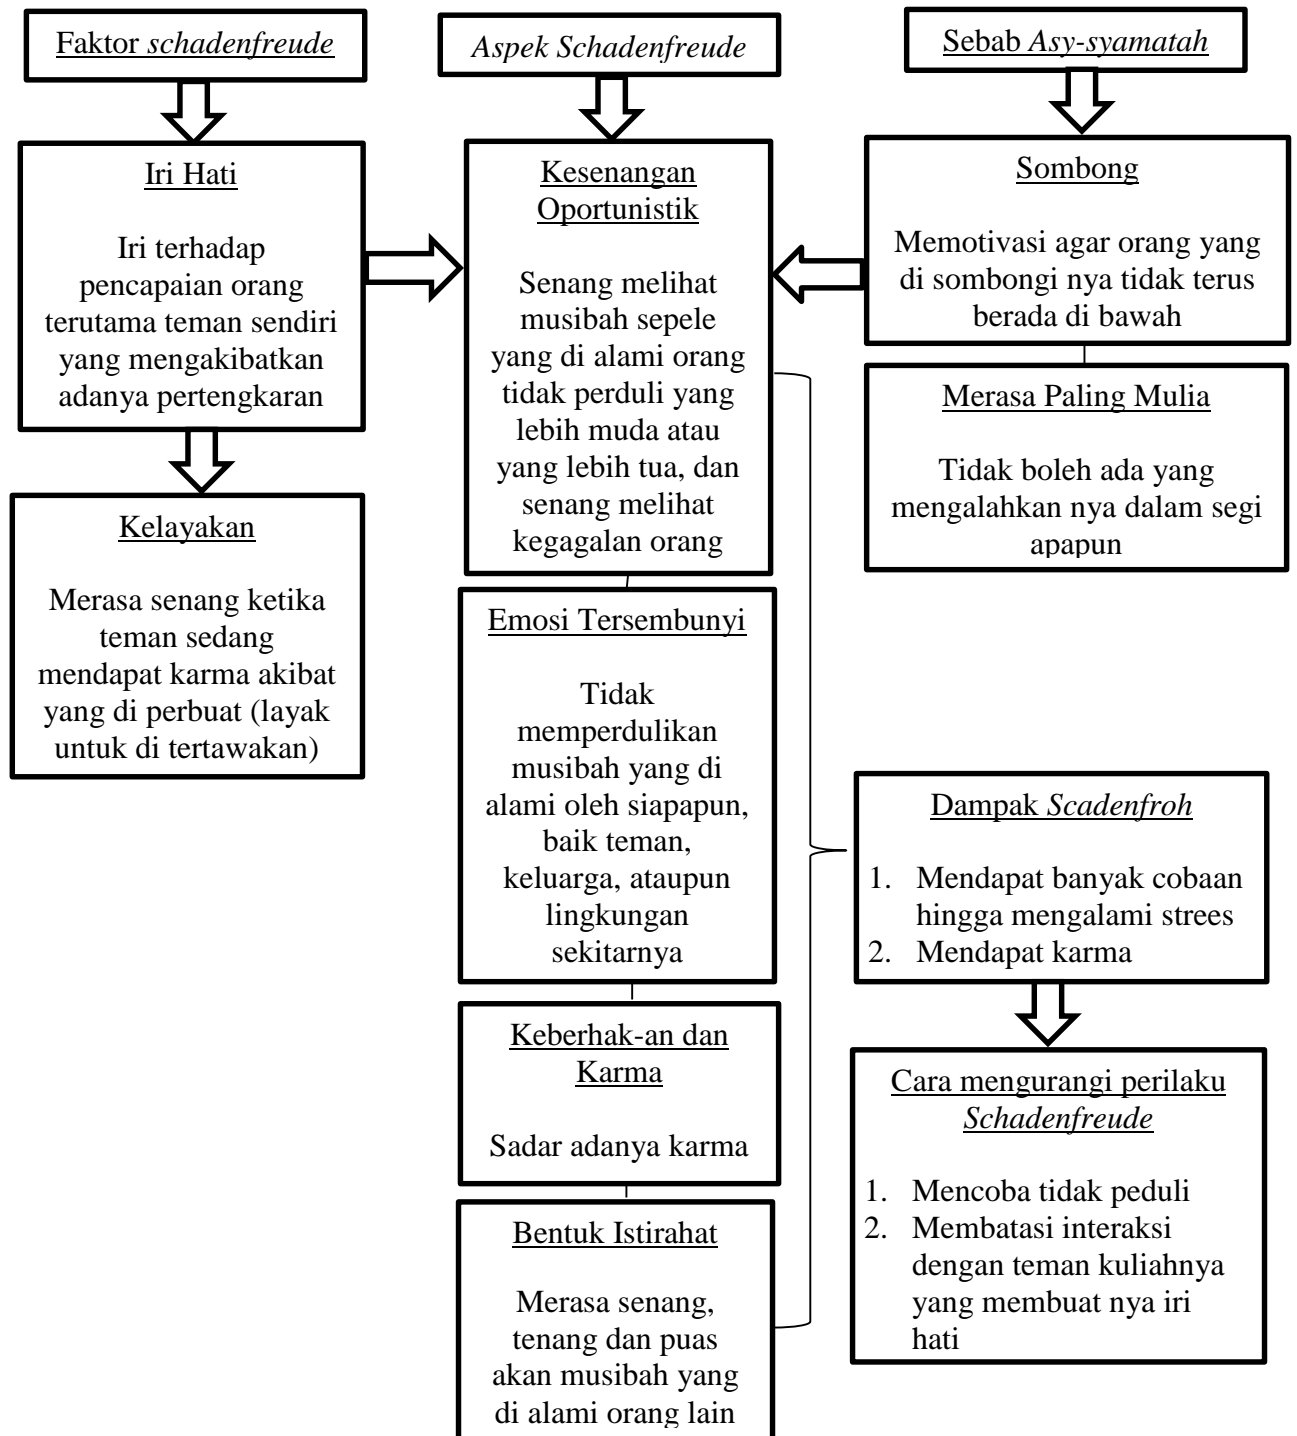 Faktor schadenfreude
Iri Hati
Iri terhadap
pencapaian orang
terutama teman sendiri
yang mengakibatkan
adanya pertengkaran
Kelayakan
Merasa senang ketika
teman sedang
mendapat karma akibat
yang di perbuat (layak
untuk di tertawakan)
Aspek Schadenfreude
Kesenangan
Oportunistik
Senang melihat
musibah sepele
yang di alami orang
tidak perduli yang
lebih muda atau
yang lebih tua, dan
senang melihat
kegagalan orang
Emosi Tersembunyi
Tidak
memperdulikan
musibah yang di
alami oleh siapapun,
baik teman,
keluarga, ataupun
lingkungan
sekitarnya
Keberhak-an dan
Karma
Sadar adanya karma
Bentuk Istirahat
Merasa senang,
tenang dan puas
akan musibah yang
di alami orang lain
Sebab Asy-syamatah
Sombong
Memotivasi agar orang yang
di sombongi nya tidak terus
berada di bawah
Merasa Paling Mulia
Tidak boleh ada yang
mengalahkan nya dalam segi
apapun
Dampak Scadenfroh
1. Mendapat banyak cobaan
hingga mengalami strees
2. Mendapat karma
Cara mengurangi perilaku
Schadenfreude
1. Mencoba tidak peduli
2. Membatasi interaksi
dengan teman kuliahnya
yang membuat nya iri
hati